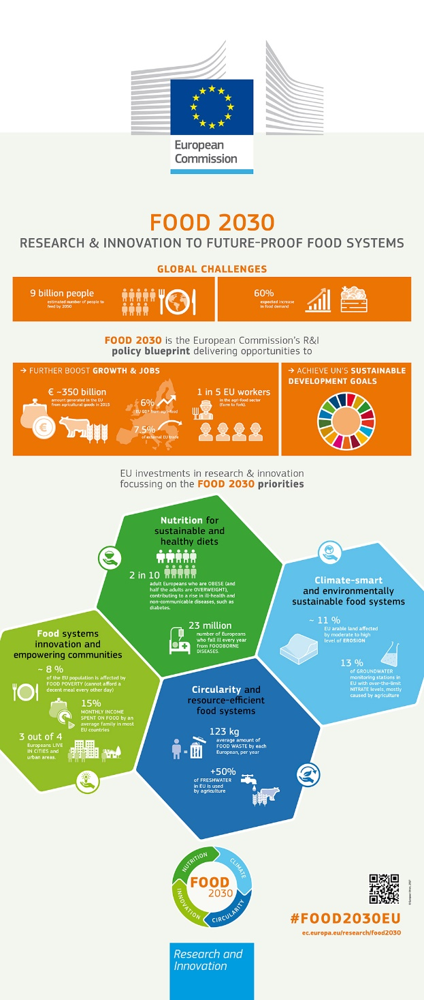 European
Commission
FOOD 2030
RESEARCH & INNOVATION TO FUTURE-PROOF FOOD SYSTEMS
GLOBAL CHALLENGES
9 billion people
estimated number of people to
feed by 2050
60%
expected increase
in food demand
FOOD 2030 is the European Commission's R&I
policy blueprint delivering opportunities to
→ FURTHER BOOST GROWTH & JOBS
€ ~350 billion
amount generated in the EU
from agricultural goods in 2015
6%
EU GDP from agri-food
7.5%
of external EU trade
1 in 5 EU workers
in the agri-food sector
(farm to fork).
→ ACHIEVE UN'S SUSTAINABLE
DEVELOPMENT GOALS
EU investments in research & innovation
focussing on the FOOD 2030 priorities
Nutrition for
sustainable and
healthy diets
2 in 10
adult Europeans who are OBESE (and
half the adults are OVERWEIGHT),
contributing to a rise in ill-health and
non-communicable diseases, such as
diabetes.
23 million
number of Europeans
who fall ill every year
from FOODBORNE
DISEASES.
Climate-smart
and environmentally
sustainable food systems
~ 11 %
EU arable land affected
by moderate to high
level of EROSION
13 %
of GROUNDWATER
monitoring stations in
EU with over-the-limit
NITRATE levels, mostly
caused by agriculture
Food systems
innovation and
empowering communities
~ 8 %
of the EU population is affected by
FOOD POVERTY (cannot afford a
decent meal every other day)
15%
MONTHLY INCOME
SPENT ON FOOD by an
average family in most
EU countries
3 out of 4
Europeans LIVE
IN CITIES and
urban areas.
Circularity and
resource-efficient
food systems
123 kg
average amount of
FOOD WASTE by each
European, per year
=
+50%
of FRESHWATER
in EU is used
by agriculture
NUTRITION
CLIMATE
CIRCULARITY
INNOVATION
FOOD
2030
© European Union, 2017
#FOOD2030EU
ec.europa.eu/research/food2030
Research and
Innovation